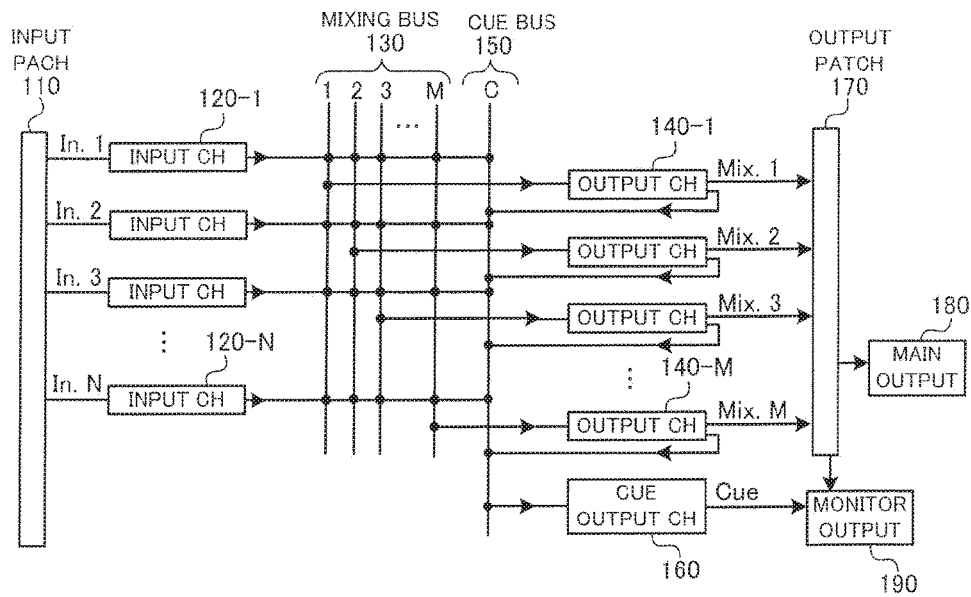 INPUT
PACH
110
MIXING BUS
130
CUE BUS
150
OUTPUT
PATCH
170
1 2 3 M C
...
120-1
In. 1
INPUT CH
140-1
OUTPUT CH
Mix. 1
In. 2
INPUT CH
OUTPUT CH
Mix. 2
In. 3
INPUT CH
OUTPUT CH
Mix. 3
120-N
In. N
INPUT CH
140-M
OUTPUT CH
Mix. M
180
MAIN
OUTPUT
CUE
OUTPUT CH
160
Cue
MONITOR
OUTPUT
190